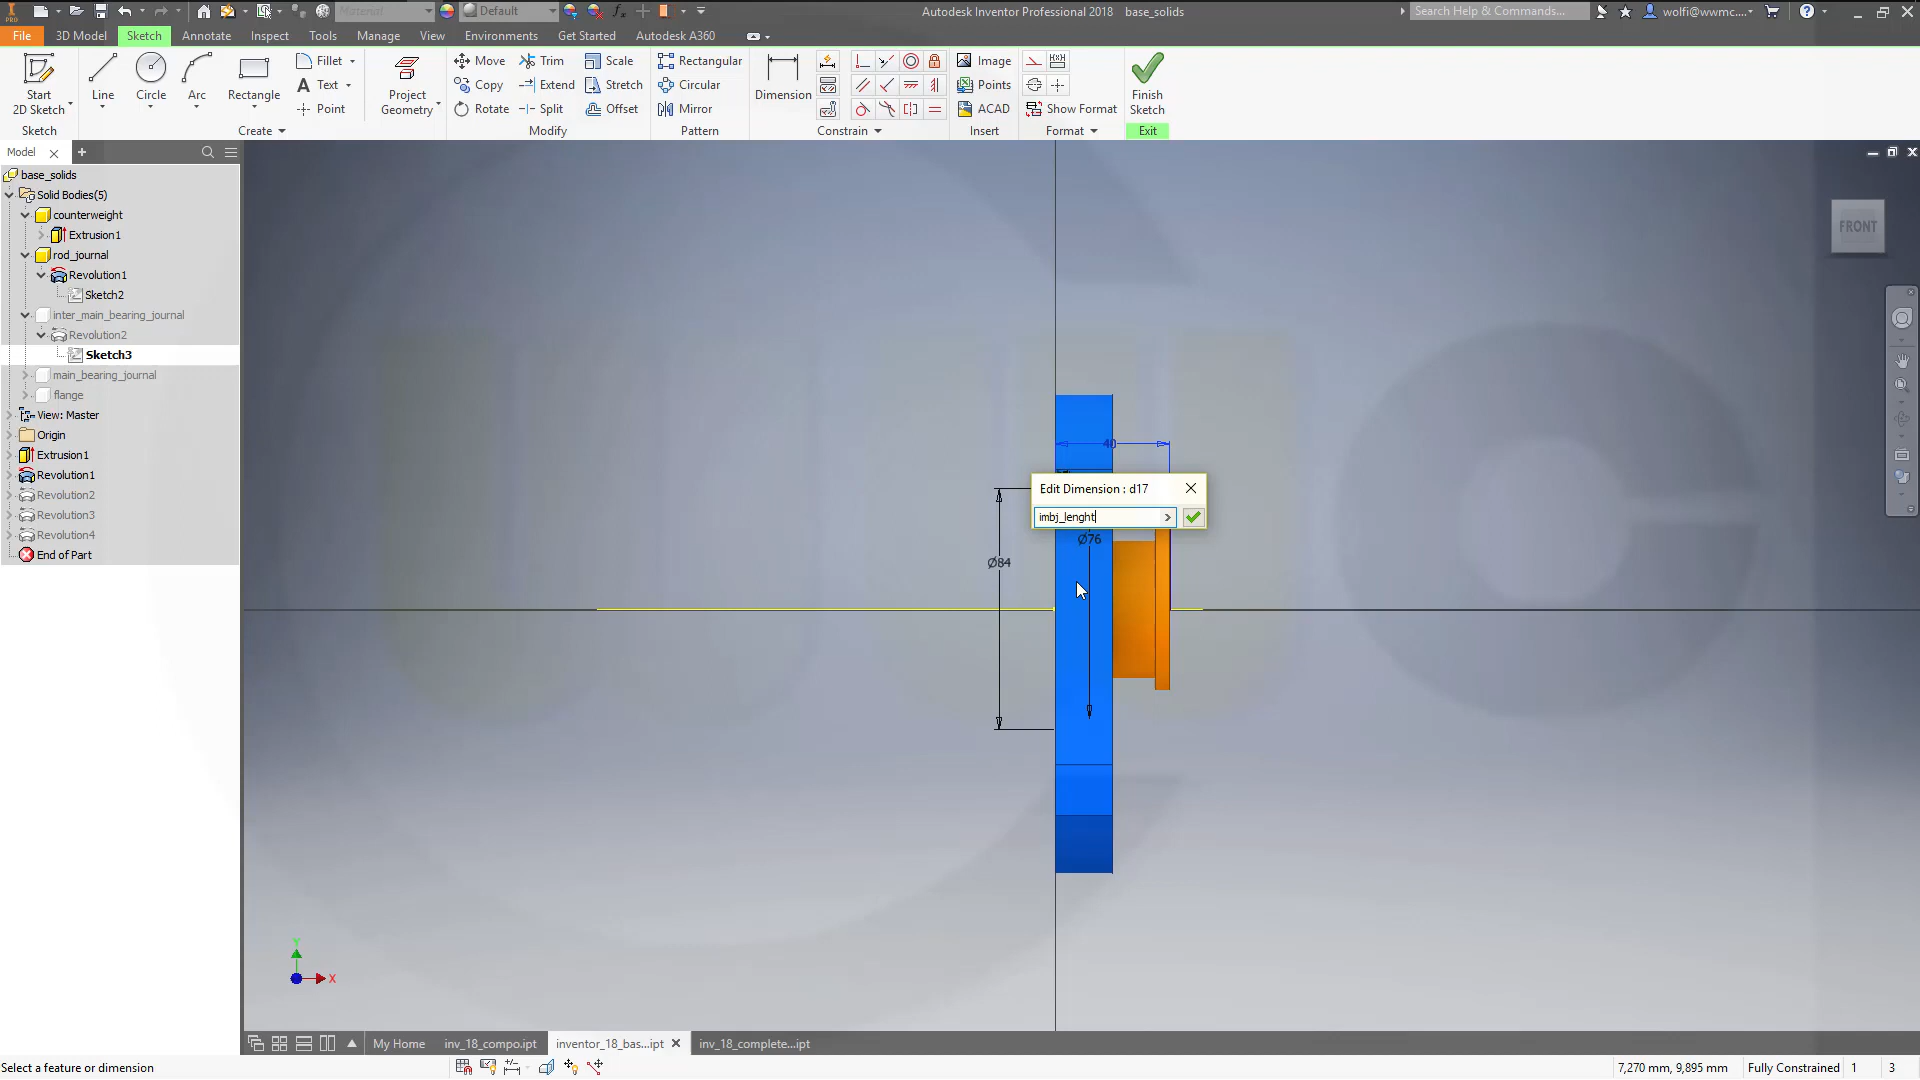 PRO
Material
Default
Autodesk Inventor Professional 2018 base_solids
Search Help & Commands...
wolfi@wwmc....
File 3D Model Sketch Annotate Inspect Tools Manage View Environments Get Started Autodesk A360
Start
2D Sketch
Line
Circle
Arc
Rectangle
Fillet
Text
Point
Project
Geometry
Move
Copy
Rotate
Trim
Extend
Split
Scale
Stretch
Offset
Rectangular
Circular
Mirror
Dimension
Image
Points
ACAD
Show Format
Finish
Sketch
Sketch Create Modify Pattern Constrain Insert Format Exit
Model
base_solids
Solid Bodies(5)
counterweight
Extrusion1
rod_journal
Revolution1
Sketch2
inter_main_bearing_journal
Revolution2
Sketch3
main_bearing_journal
flange
View: Master
Origin
Extrusion1
Revolution1
Revolution2
Revolution3
Revolution4
End of Part
FRONT
40
Edit Dimension : d17
imbj_lenght
Ø76
Ø84
Y
X
My Home inv_18_compo.ipt inventor_18_bas...ipt inv_18_complete...ipt
Select a feature or dimension
7,270 mm, 9,895 mm Fully Constrained 1 3